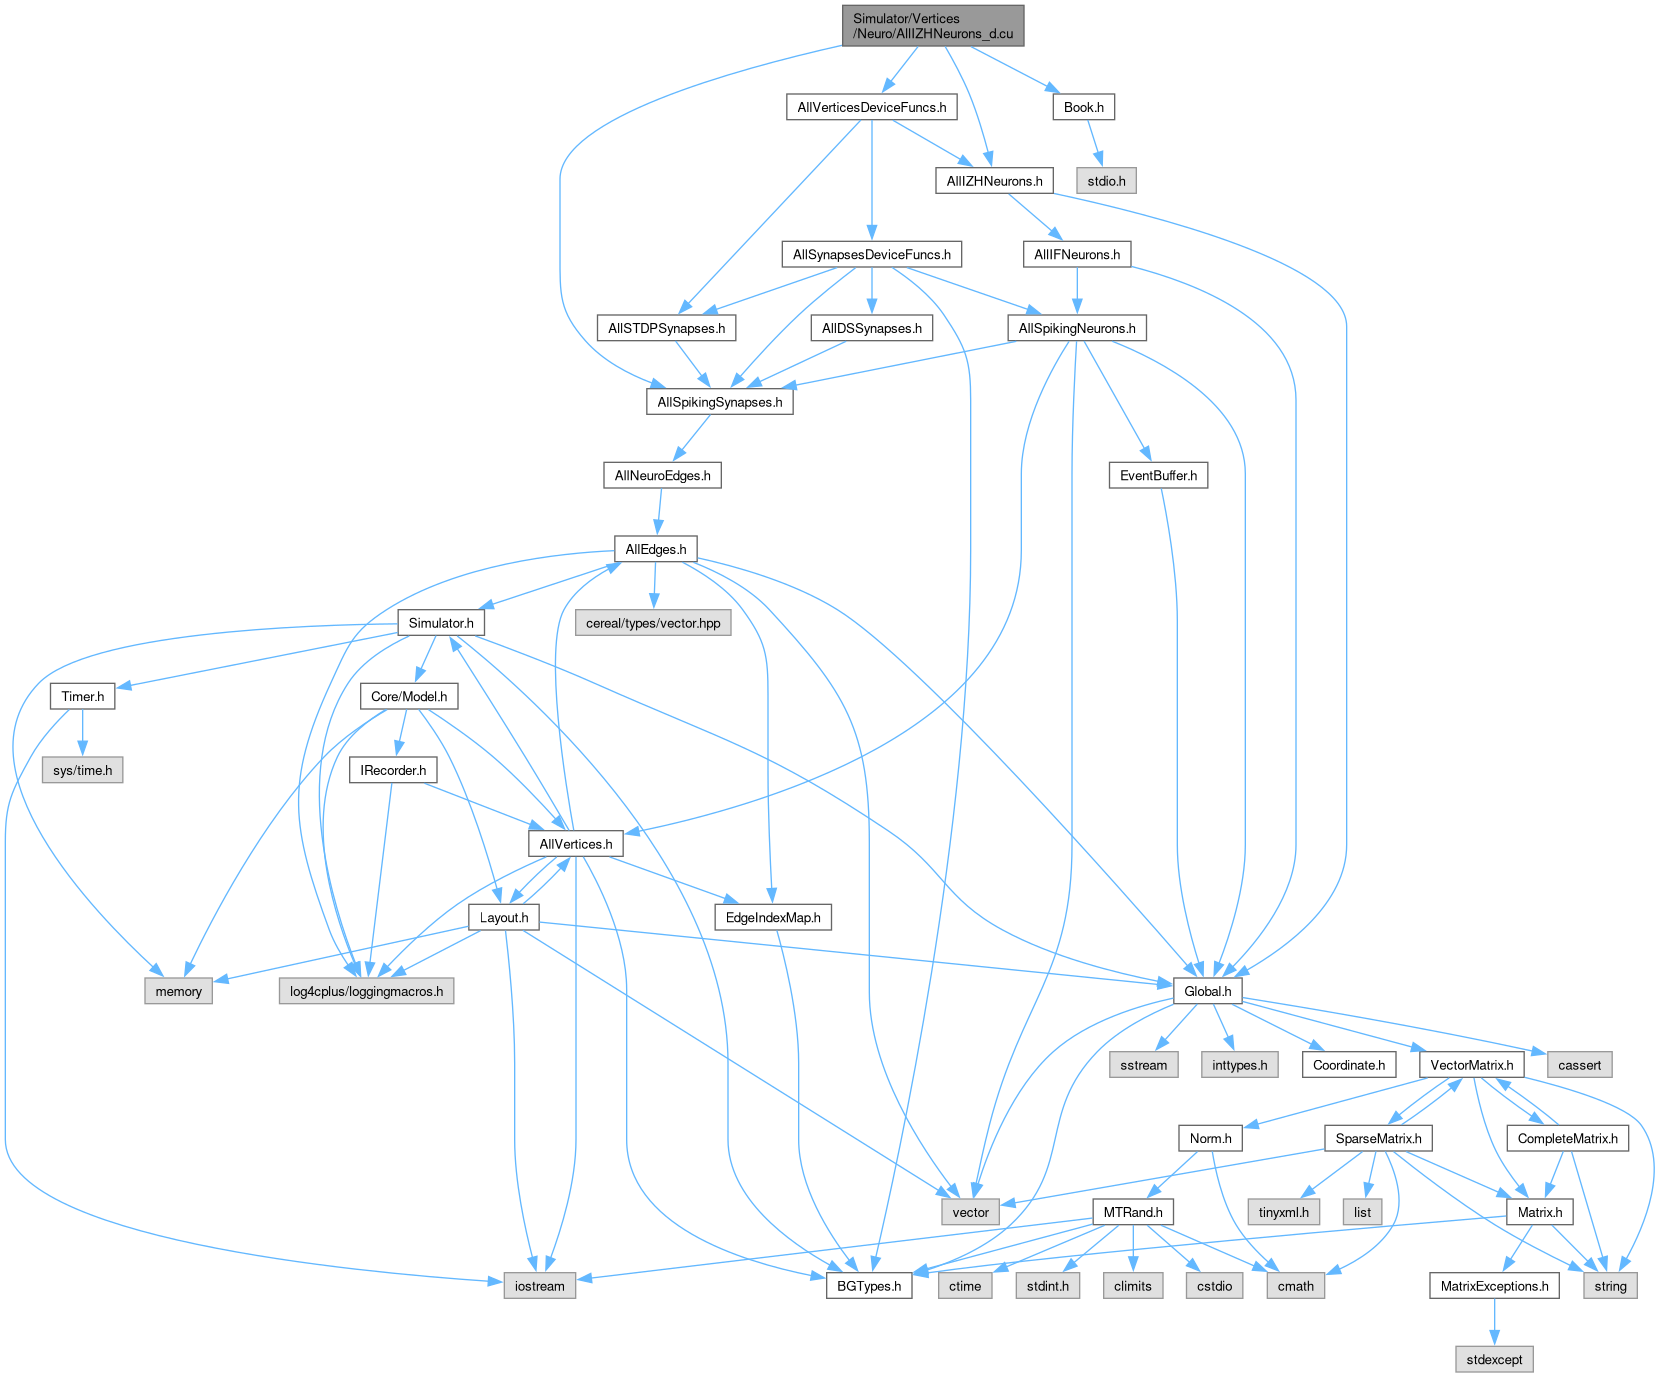 Simulator/Vertices
/Neuro/AllIZHNeurons_d.cu
AllVerticesDeviceFuncs.h
Book.h
AllIZHNeurons.h
stdio.h
AllSynapsesDeviceFuncs.h
AllIFNeurons.h
AllSTDPSynapses.h
AllDSSynapses.h
AllSpikingNeurons.h
AllSpikingSynapses.h
AllNeuroEdges.h
EventBuffer.h
AllEdges.h
Simulator.h
cereal/types/vector.hpp
Timer.h
Core/Model.h
sys/time.h
IRecorder.h
AllVertices.h
Layout.h
EdgeIndexMap.h
memory
log4cplus/loggingmacros.h
Global.h
sstream
inttypes.h
Coordinate.h
VectorMatrix.h
cassert
Norm.h
SparseMatrix.h
CompleteMatrix.h
vector
MTRand.h
tinyxml.h
list
Matrix.h
iostream
BGTypes.h
ctime
stdint.h
climits
cstdio
cmath
MatrixExceptions.h
string
stdexcept